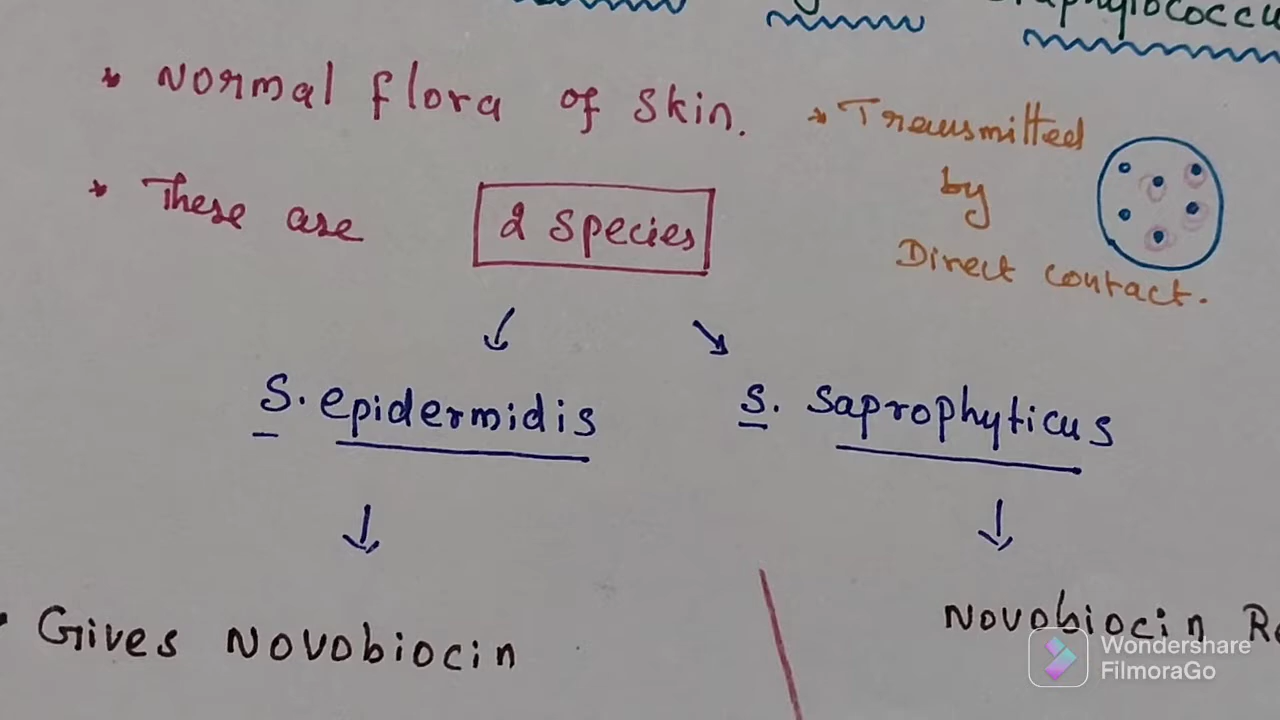 * Normal flora of skin.
* Transmitted
by
Direct contact.
* These are 2 Species
S. epidermidis
S. saprophyticus
• Gives Novobiocin
Novobiocin
Wondershare
FilmoraGo